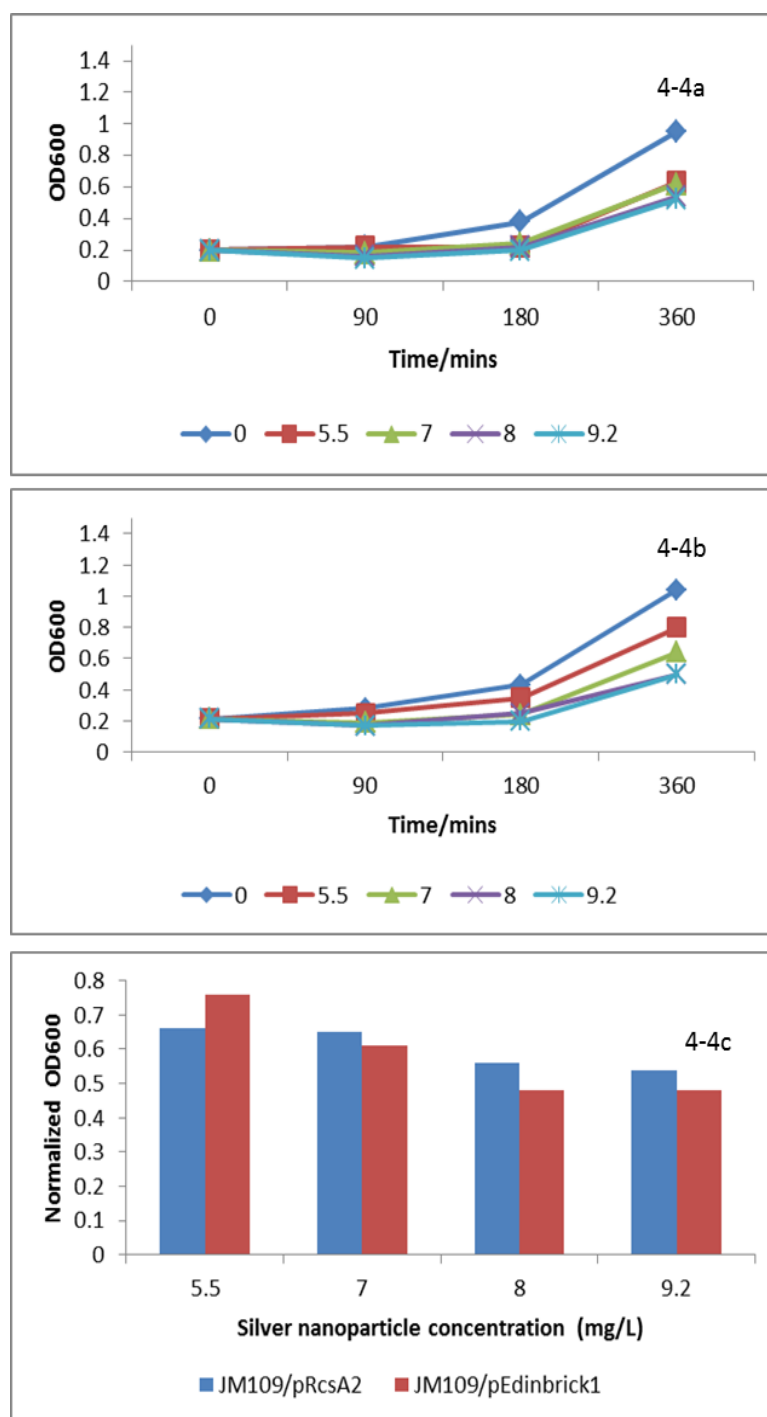 1.4
4-4a
1.2
1
0.8
0.6
0.4
0.2
0
OD600
0 90 180 360
Time/mins
0 5.5 7 8 9.2
1.4
4-4b
1.2
1
0.8
0.6
0.4
0.2
0
OD600
0 90 180 360
Time/mins
0 5.5 7 8 9.2
0.8
0.7
4-4c
0.6
0.5
0.4
0.3
0.2
0.1
0
Normalized OD600
5.5 7 8 9.2
Silver nanoparticle concentration (mg/L)
JM109/pRcsA2 JM109/pEdinbrick1